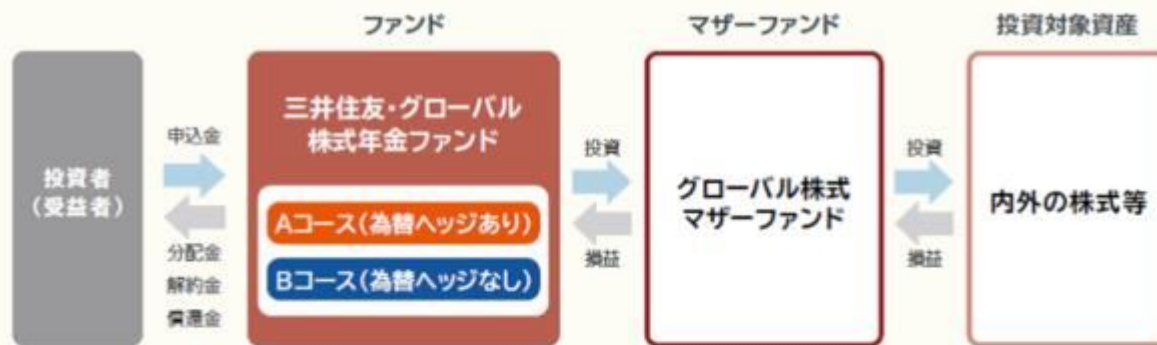 ファンド
マザーファンド
投資対象資産
投資者
（受益者）
申込金
分配金
解約金
償還金
三井住友・グローバル
株式年金ファンド
Aコース（為替ヘッジあり）
Bコース（為替ヘッジなし）
投資
損益
グローバル株式
マザーファンド
投資
損益
内外の株式等